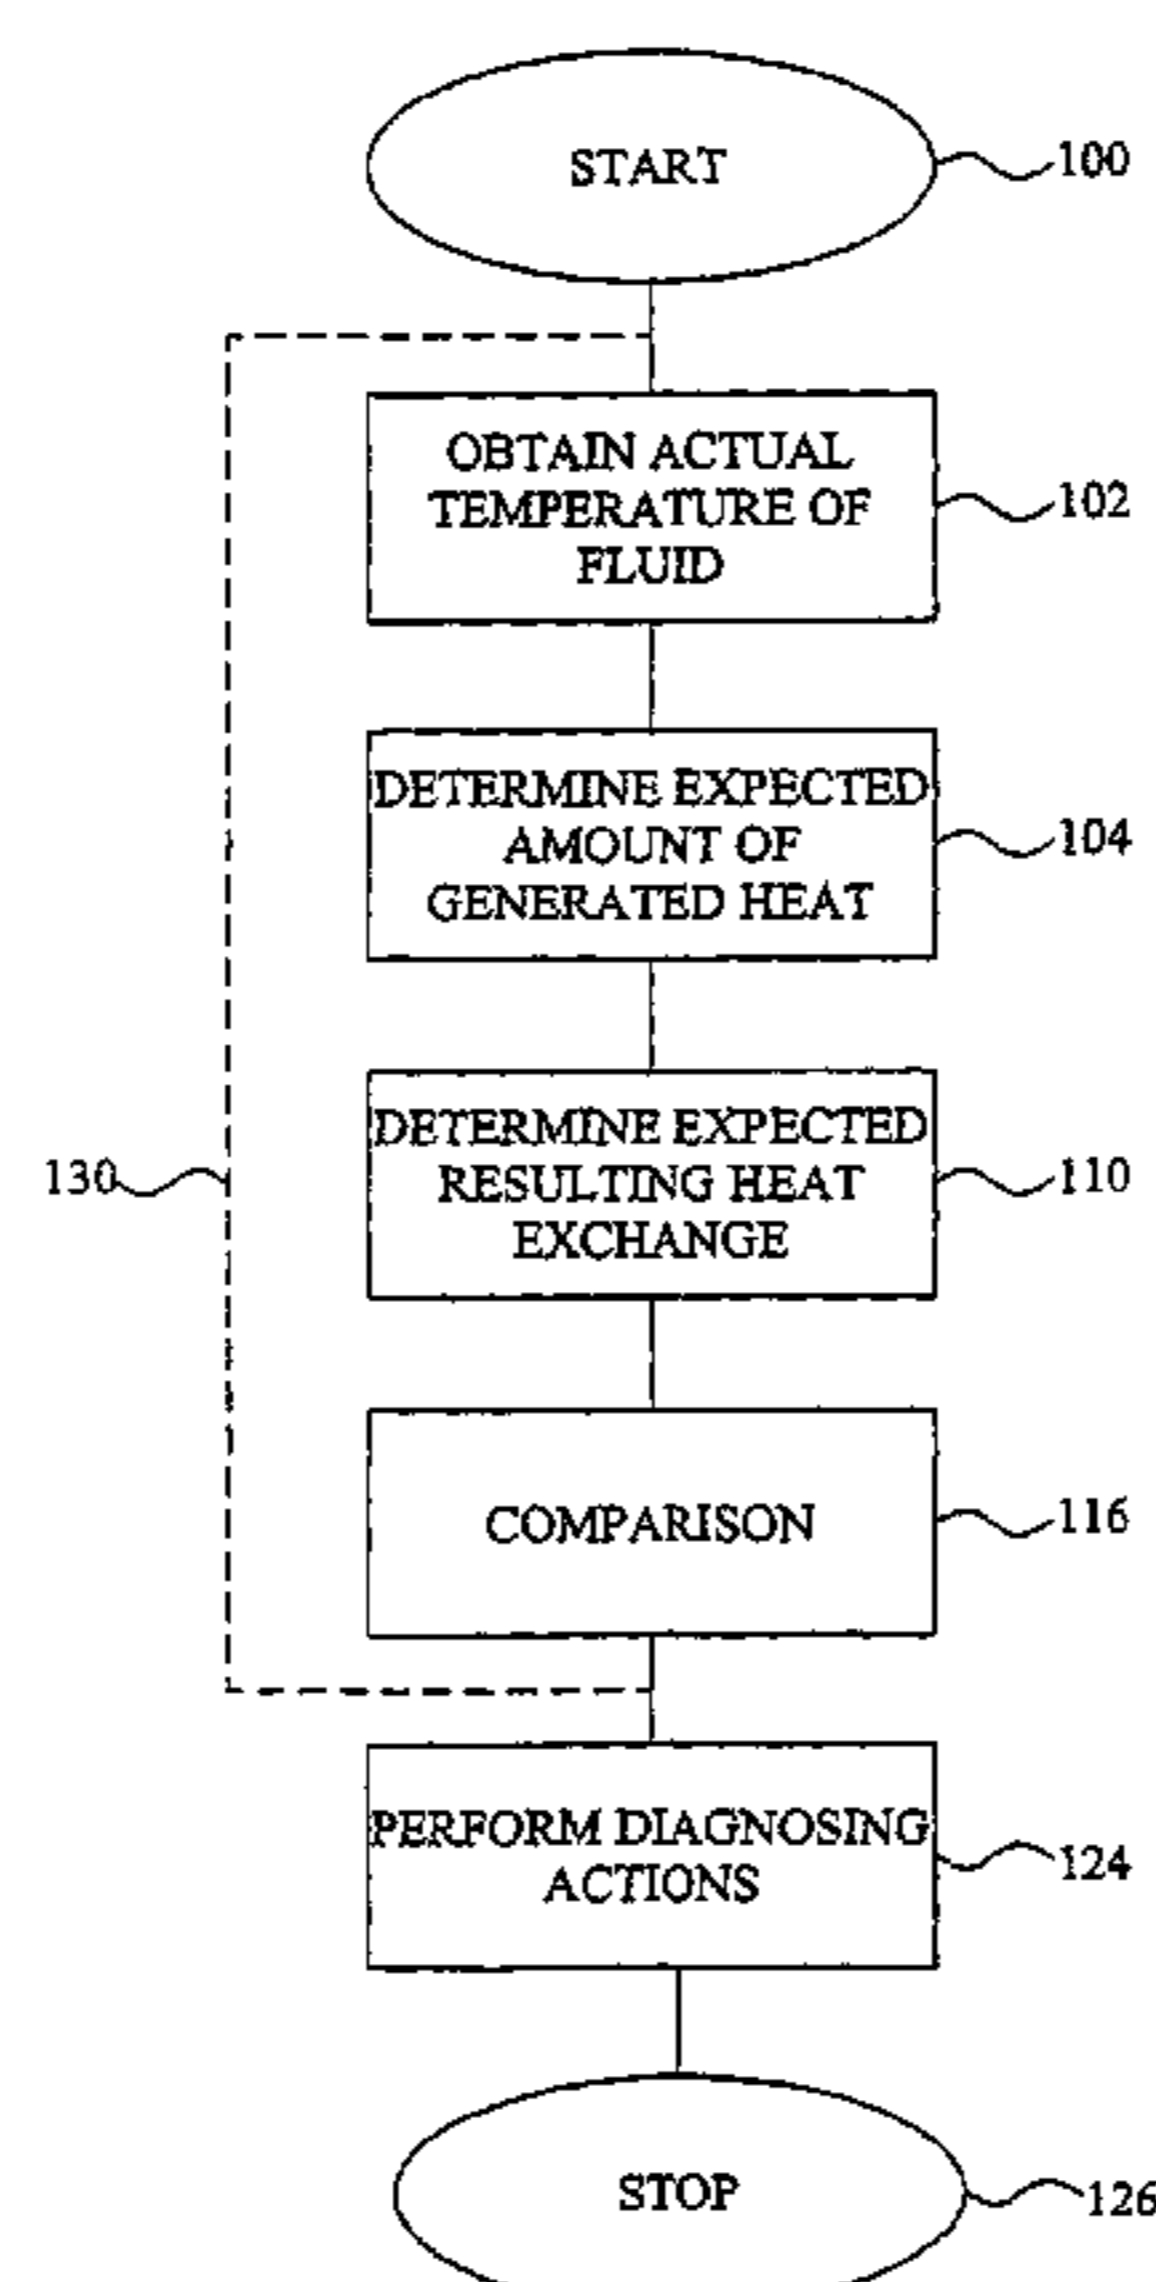 START
100
OBTAIN ACTUAL
TEMPERATURE OF
FLUID
102
DETERMINE EXPECTED
AMOUNT OF
GENERATED HEAT
104
DETERMINE EXPECTED
RESULTING HEAT
EXCHANGE
110
130
COMPARISON
116
PERFORM DIAGNOSING
ACTIONS
124
STOP
126